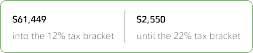 $61,449
into the 12% tax bracket
$2,550
until the 22% tax bracket